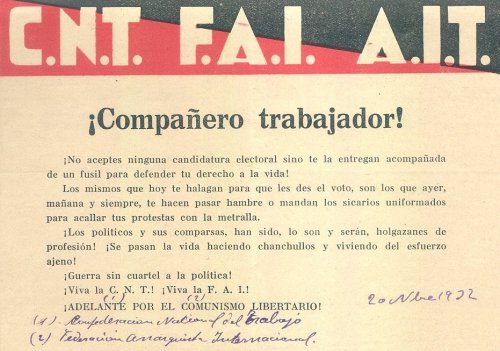 C.N.T. F.A.I. A.I.T.
¡Compañero trabajador!
¡No aceptes ninguna candidatura electoral sino te la entregan acompañada
de un fusil para defender tu derecho a la vida!
Los mismos que hoy te halagan para que les des el voto, son los que ayer,
mañana y siempre, te hacen pasar hambre o mandan los sicarios uniformados
para acallar tus protestas con la metralla.
¡Los políticos y sus comparsas, han sido, lo son y serán, holgazanes de
profesión! ¡Se pasan la vida haciendo chanchullos y viviendo del esfuerzo
ajeno!
¡Guerra sin cuartel a la política!
¡Viva la C. N. T.! ¡Viva la F. A. I.!
(1) (2)
¡ADELANTE POR EL COMUNISMO LIBERTARIO!
20 Nbre 1932
(1). Confederación National del Trabajo
(2) Federación Anarquista Internacional.